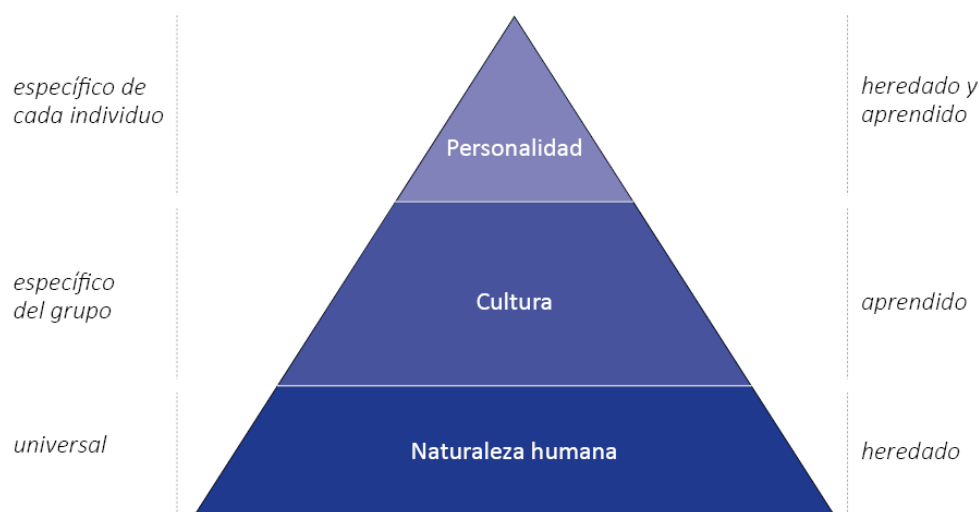 específico de
cada individuo
Personalidad
heredado y
aprendido
específico
del grupo
Cultura
aprendido
universal
Naturaleza humana
heredado